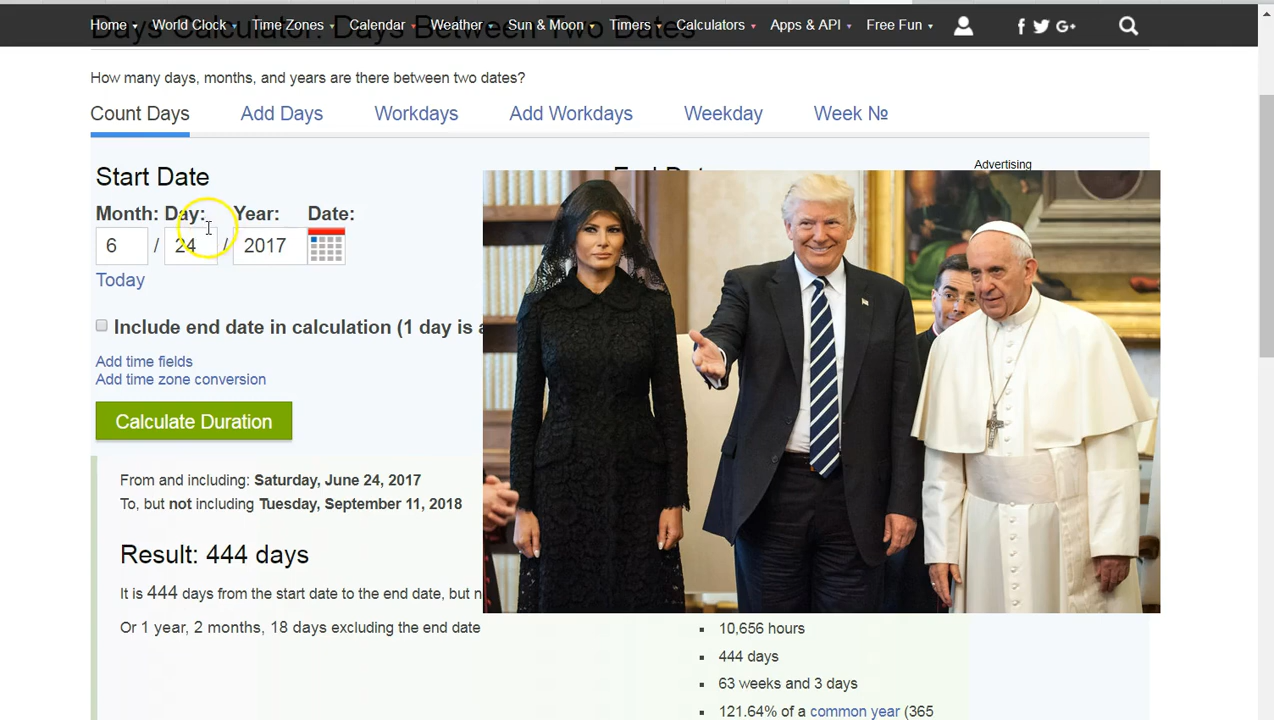 Home World Clock Time Zones Calendar Weather Sun & Moon Timers Calculators Apps & API Free Fun
Days Calculator: Days Between Two Dates
How many days, months, and years are there between two dates?
Count Days Add Days Workdays Add Workdays Weekday Week №
Advertising
Start Date
Month: Day: Year: Date:
6 / 24 / 2017
Today
Include end date in calculation (1 day is
Add time fields
Add time zone conversion
Calculate Duration
From and including: Saturday, June 24, 2017
To, but not including Tuesday, September 11, 2018
Result: 444 days
It is 444 days from the start date to the end date, but
Or 1 year, 2 months, 18 days excluding the end date
10,656 hours
444 days
63 weeks and 3 days
121.64% of a common year (365